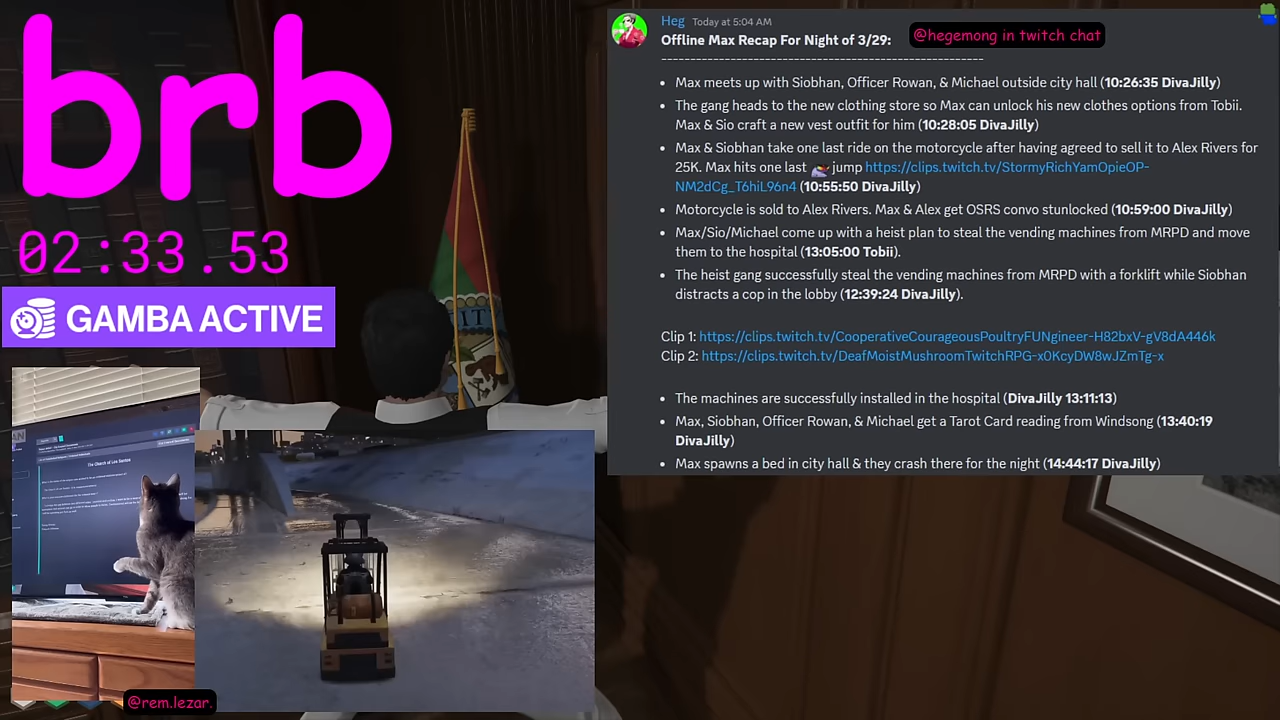 brb
02:33.53
GAMBA ACTIVE
Heg Today at 5:04 AM
Offline Max Recap For Night of 3/29:
@hegemong in twitch chat
-------------------------------------------------------
• Max meets up with Siobhan, Officer Rowan, & Michael outside city hall (10:26:35 DivaJilly)
• The gang heads to the new clothing store so Max can unlock his new clothes options from Tobii.
Max & Sio craft a new vest outfit for him (10:28:05 DivaJilly)
• Max & Siobhan take one last ride on the motorcycle after having agreed to sell it to Alex Rivers for
25K. Max hits one last jump https://clips.twitch.tv/StormyRichYamOpieOP-
NM2dCg_T6hiL96n4 (10:55:50 DivaJilly)
• Motorcycle is sold to Alex Rivers. Max & Alex get OSRS convo stunlocked (10:59:00 DivaJilly)
• Max/Sio/Michael come up with a heist plan to steal the vending machines from MRPD and move
them to the hospital (13:05:00 Tobii).
• The heist gang successfully steal the vending machines from MRPD with a forklift while Siobhan
distracts a cop in the lobby (12:39:24 DivaJilly).
Clip 1: https://clips.twitch.tv/CooperativeCourageousPoultryFUNgineer-H82bxV-gV8dA446k
Clip 2: https://clips.twitch.tv/DeafMoistMushroomTwitchRPG-x0KcyDW8wJZmTg-x
• The machines are successfully installed in the hospital (DivaJilly 13:11:13)
• Max, Siobhan, Officer Rowan, & Michael get a Tarot Card reading from Windsong (13:40:19
DivaJilly)
• Max spawns a bed in city hall & they crash there for the night (14:44:17 DivaJilly)
The Church of Los Santos
@rem.lezar.